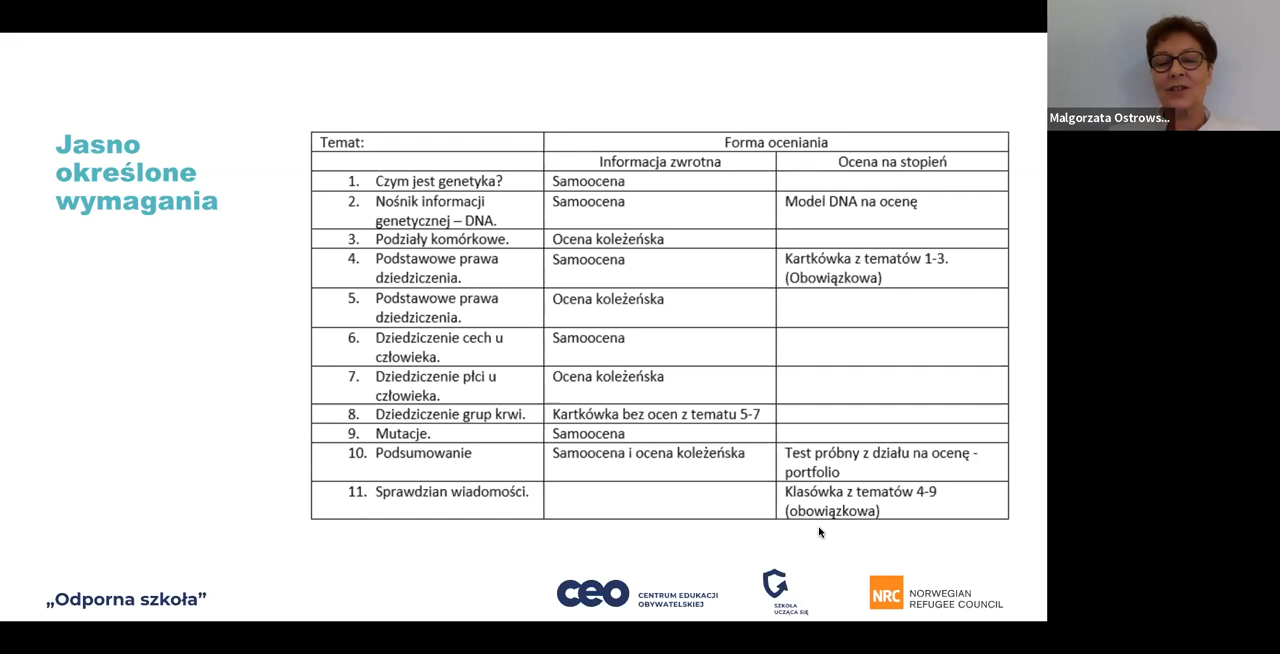 Malgorzata Ostrows...
Jasno
określone
wymagania
Temat: Forma oceniania
Informacja zwrotna Ocena na stopień
1. Czym jest genetyka? Samoocena
2. Nośnik informacji Samoocena Model DNA na ocenę
genetycznej – DNA.
3. Podziały komórkowe. Ocena koleżeńska
4. Podstawowe prawa Samoocena Kartkówka z tematów 1-3.
dziedziczenia. (Obowiązkowa)
5. Podstawowe prawa Ocena koleżeńska
dziedziczenia.
6. Dziedziczenie cech u Samoocena
człowieka.
7. Dziedziczenie płci u Ocena koleżeńska
człowieka.
8. Dziedziczenie grup krwi. Kartkówka bez ocen z tematu 5-7
9. Mutacje. Samoocena
10. Podsumowanie Samoocena i ocena koleżeńska Test próbny z działu na ocenę -
portfolio
11. Sprawdzian wiadomości. Klasówka z tematów 4-9
(obowiązkowa)
„Odporna szkoła”
ceo CENTRUM EDUKACJI
OBYWATELSKIEJ
SZKOŁA
UCZĄCA SIĘ
NRC NORWEGIAN
REFUGEE COUNCIL